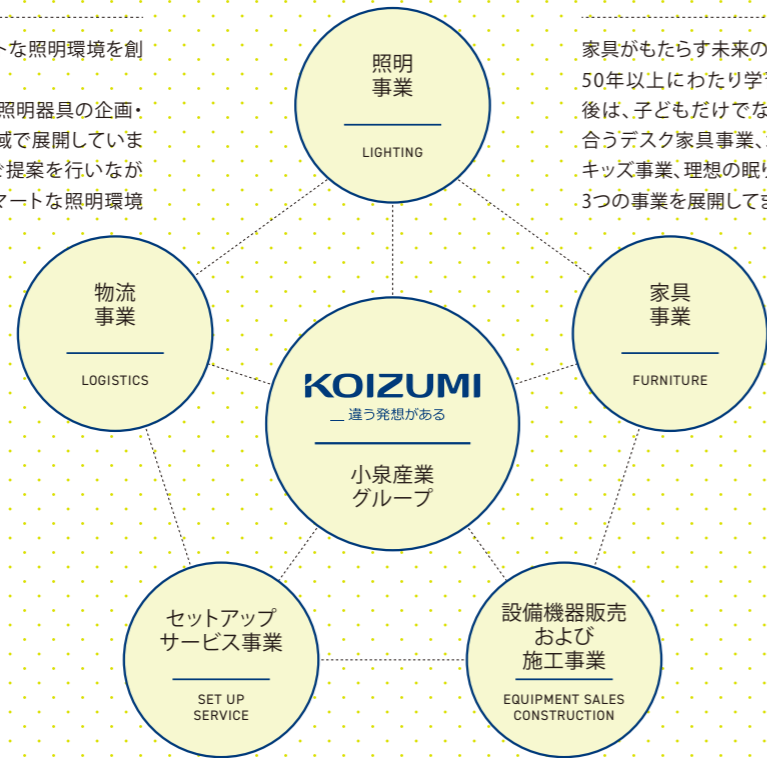 トな照明環境を創
照明器具の企画・
域で展開していま
提案を行いなが
マートな照明環境
家具がもたらす未来の
50年以上にわたり学
後は、子どもだけでな
合うデスク家具事業、
キッズ事業、理想の眠り
3つの事業を展開してま
照明
事業
LIGHTING
物流
事業
LOGISTICS
家具
事業
FURNITURE
KOIZUMI
＿違う発想がある
小泉産業
グループ
セットアップ
サービス事業
SET UP
SERVICE
設備機器販売
および
施工事業
EQUIPMENT SALES
CONSTRUCTION